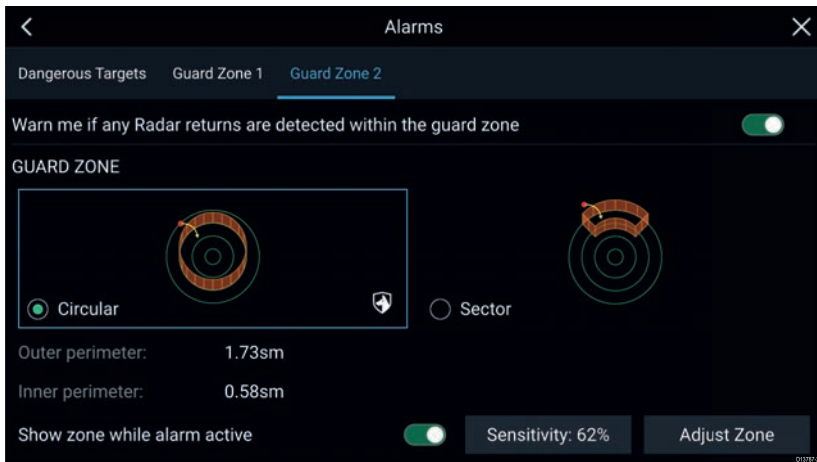 Alarms
Dangerous Targets Guard Zone 1 Guard Zone 2
Warn me if any Radar returns are detected within the guard zone
GUARD ZONE
Circular Sector
Outer perimeter: 1.73sm
Inner perimeter: 0.58sm
Show zone while alarm active Sensitivity: 62% Adjust Zone